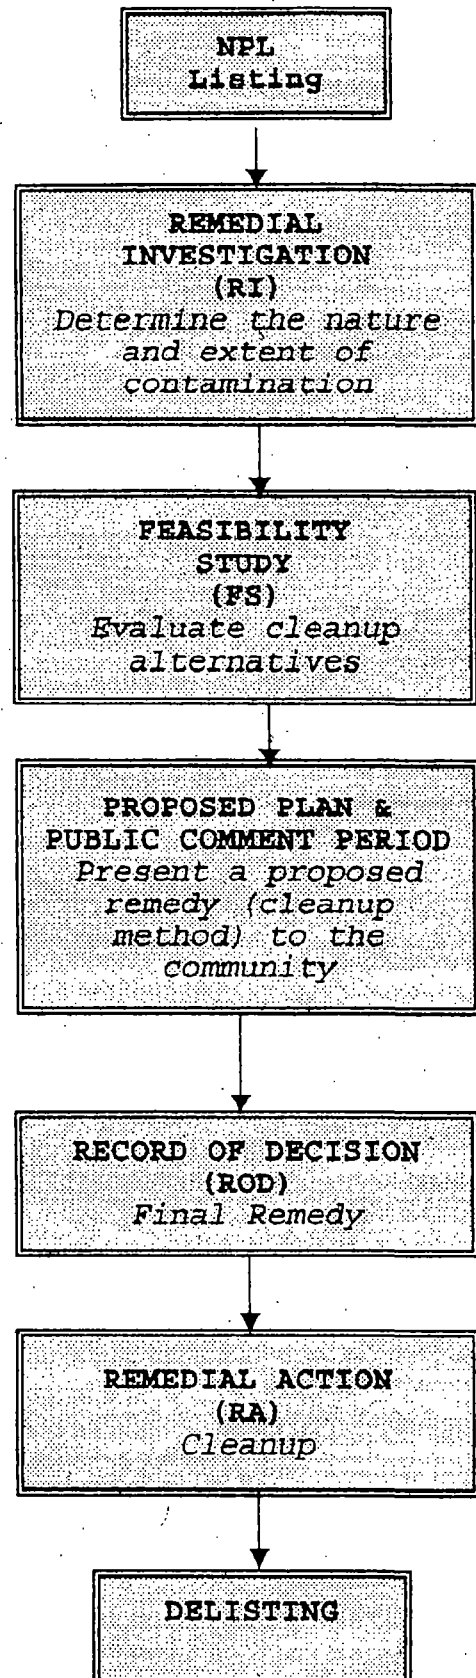 NPL
Listing
REMEDIAL
INVESTIGATION
(RI)
Determine the nature
and extent of
contamination
FEASIBILITY
STUDY
(FS)
Evaluate cleanup
alternatives
PROPOSED PLAN &
PUBLIC COMMENT PERIOD
Present a proposed
remedy (cleanup
method) to the
community
RECORD OF DECISION
(ROD)
Final Remedy
REMEDIAL ACTION
(RA)
Cleanup
DELISTING